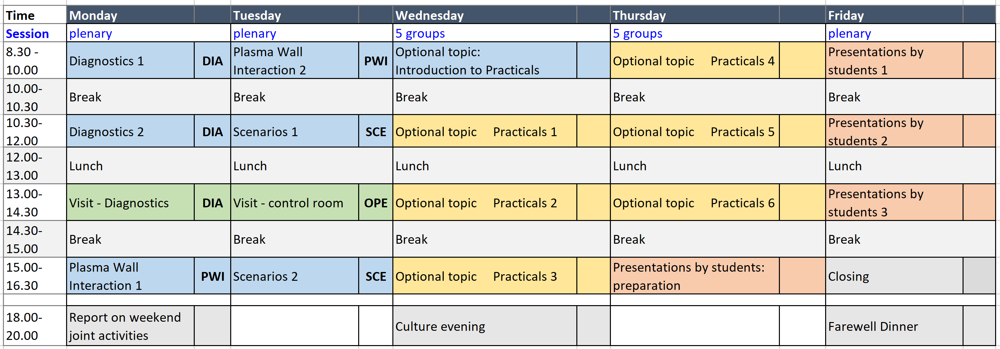 Time Monday Tuesday Wednesday Thursday Friday
Session plenary plenary 5 groups 5 groups plenary
8.30 -
10.00
Diagnostics 1 DIA
Plasma Wall
Interaction 2
PWI
Optional topic:
Introduction to Practicals
Optional topic Practicals 4
Presentations by
students 1
10.00-
10.30
Break Break Break Break Break
10.30-
12.00
Diagnostics 2 DIA Scenarios 1 SCE Optional topic Practicals 1 Optional topic Practicals 5
Presentations by
students 2
12.00-
13.00
Lunch Lunch Lunch Lunch Lunch
13.00-
14.30
Visit - Diagnostics DIA Visit - control room OPE Optional topic Practicals 2 Optional topic Practicals 6
Presentations by
students 3
14.30-
15.00
Break Break Break Break Break
15.00-
16.30
Plasma Wall
Interaction 1
PWI Scenarios 2 SCE Optional topic Practicals 3
Presentations by students:
preparation
Closing
18.00-
20.00
Report on weekend
joint activities
Culture evening
Farewell Dinner